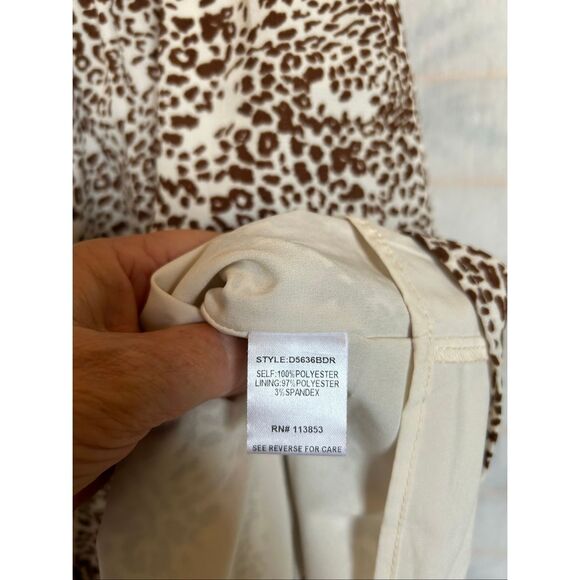 STYLE:D5636BDR
SELF:100%POLYESTER
LINING:97%POLYESTER
3%SPANDEX
RN# 113853
SEE REVERSE FOR CARE